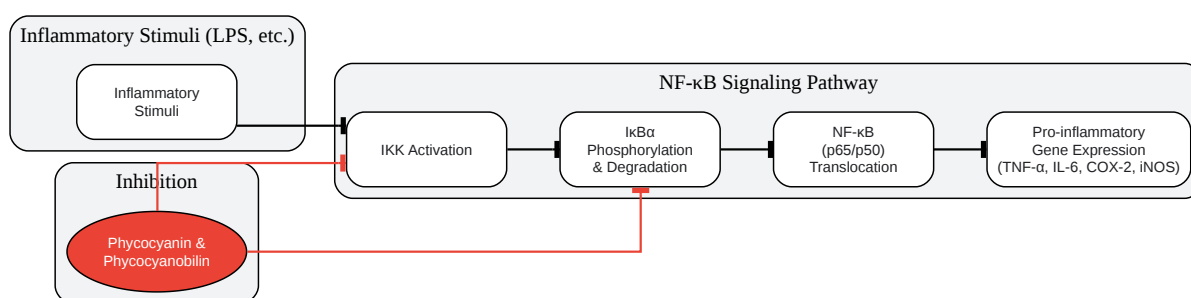 Inflammatory Stimuli (LPS, etc.)
Inflammatory
Stimuli
NF-κB Signaling Pathway
IKK Activation
IκBα
Phosphorylation
& Degradation
NF-κB
(p65/p50)
Translocation
Pro-inflammatory
Gene Expression
(TNF-α, IL-6, COX-2, iNOS)
Inhibition
Phycocyanin &
Phycocyanobilin